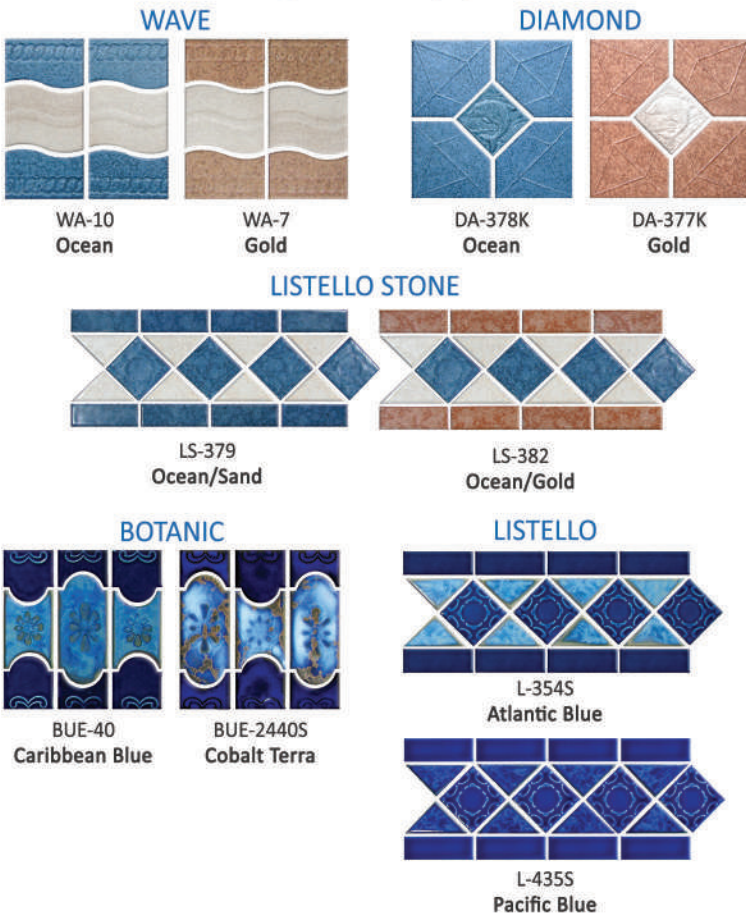 WAVE
DIAMOND
WA-10
Ocean
WA-7
Gold
DA-378K
Ocean
DA-377K
Gold
LISTELLO STONE
LS-379
Ocean/Sand
LS-382
Ocean/Gold
BOTANIC
LISTELLO
BUE-40
Caribbean Blue
BUE-2440S
Cobalt Terra
L-354S
Atlantic Blue
L-435S
Pacific Blue